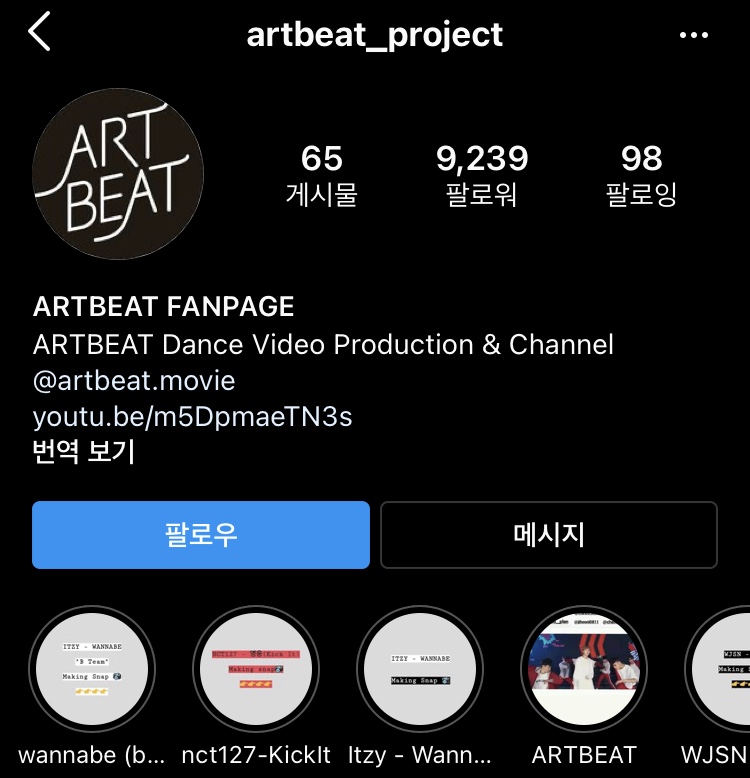 artbeat_project
ART
BEAT
65
게시물
9,239
팔로워
98
팔로잉
ARTBEAT FANPAGE
ARTBEAT Dance Video Production & Channel
@artbeat.movie
youtu.be/m5DpmaeTN3s
번역 보기
팔로우
메시지
ITZY - WANNABE
"B Team"
Making Snap
NCT127 - 영웅(Kick It)
Making snap
ITZY - WANNABE
Making Snap
WJSN -
Making
wannabe (b...
nct127-KickIt
Itzy - Wann...
ARTBEAT
WJSN